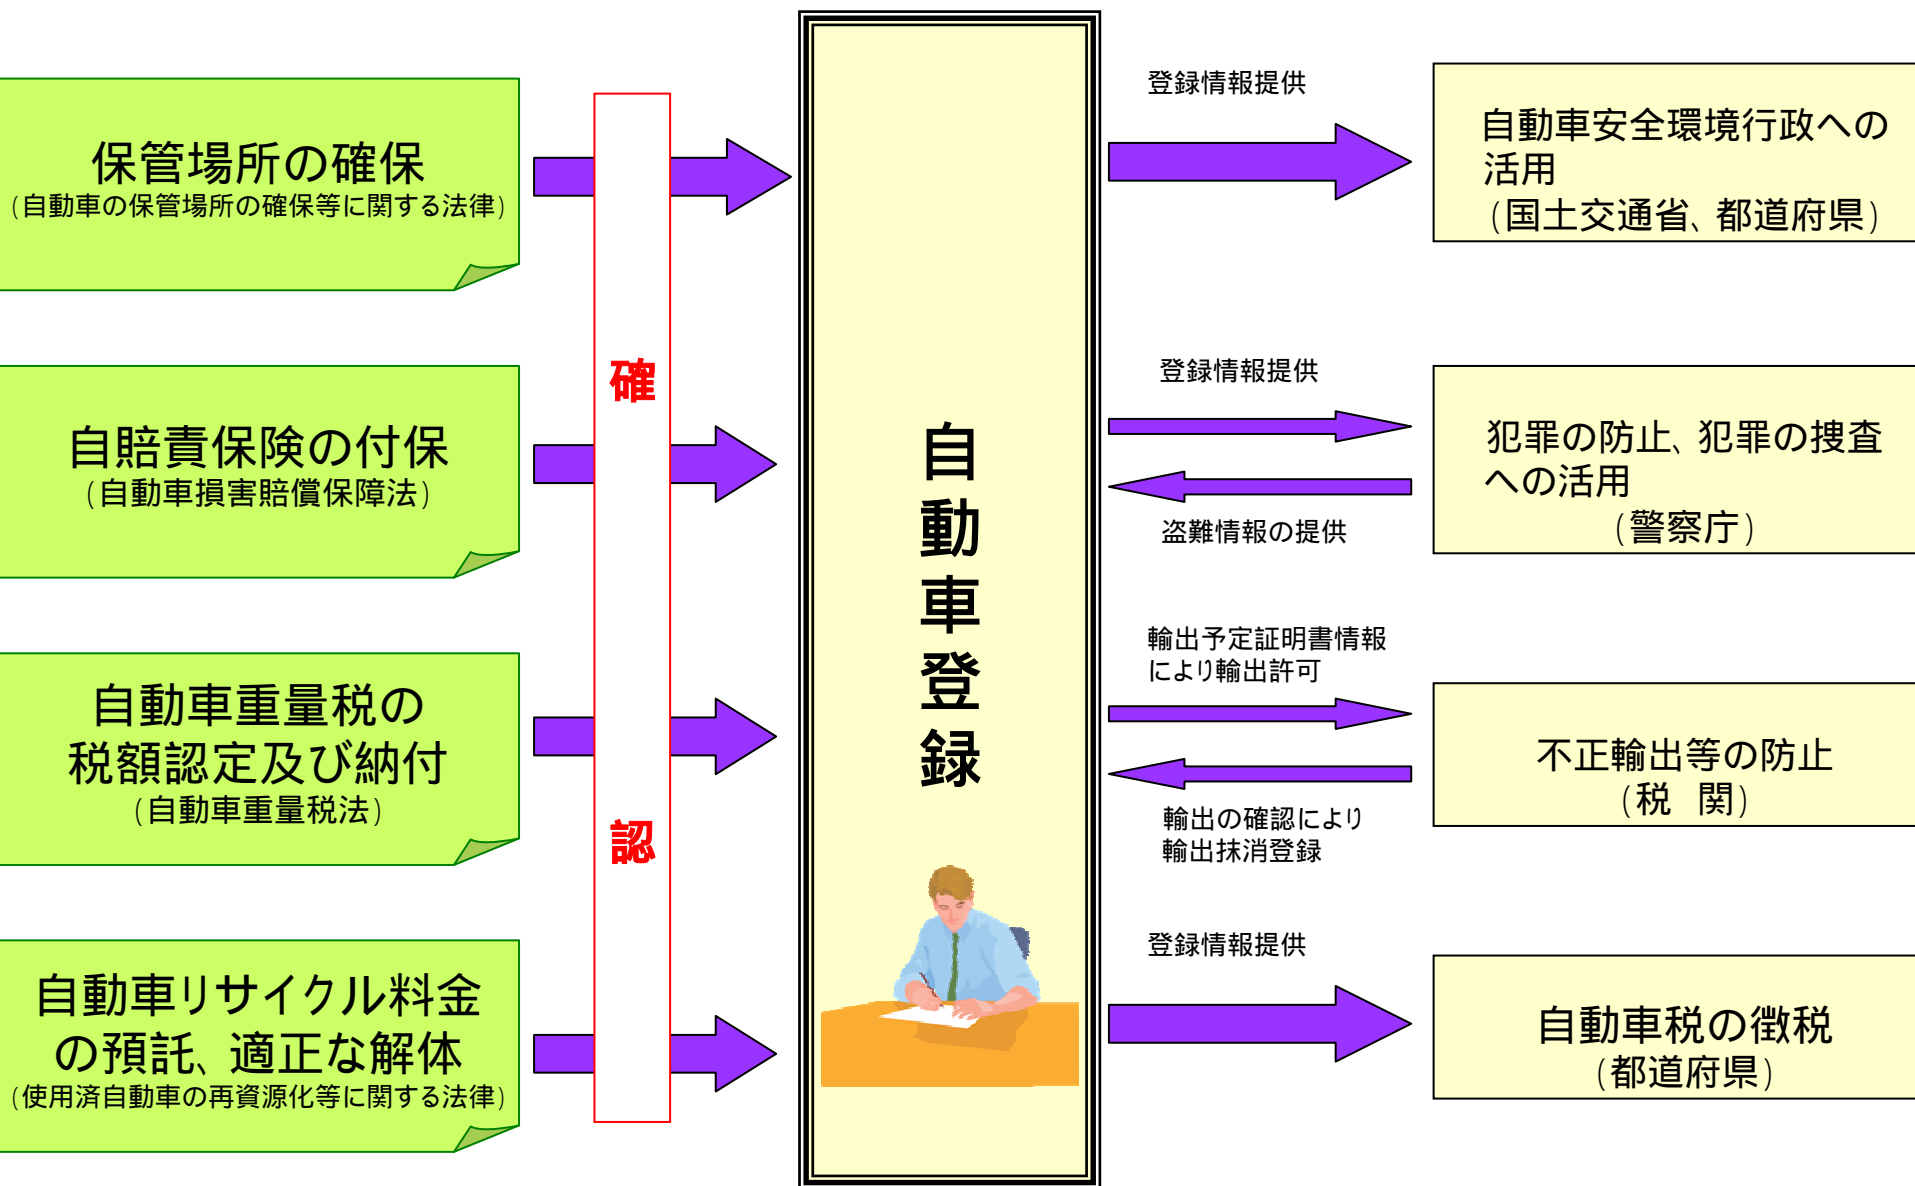 保管場所の確保
(自動車の保管場所の確保等に関する法律)
自賠責保険の付保
(自動車損害賠償保障法)
自動車重量税の
税額認定及び納付
(自動車重量税法)
自動車リサイクル料金
の預託、適正な解体
(使用済自動車の再資源化等に関する法律)
確認
自動車登録
登録情報提供
自動車安全環境行政への
活用
(国土交通省、都道府県)
登録情報提供
盗難情報の提供
犯罪の防止、犯罪の捜査
への活用
(警察庁)
輸出予定証明書情報
により輸出許可
輸出の確認により
輸出抹消登録
不正輸出等の防止
(税　関)
登録情報提供
自動車税の徴税
(都道府県)